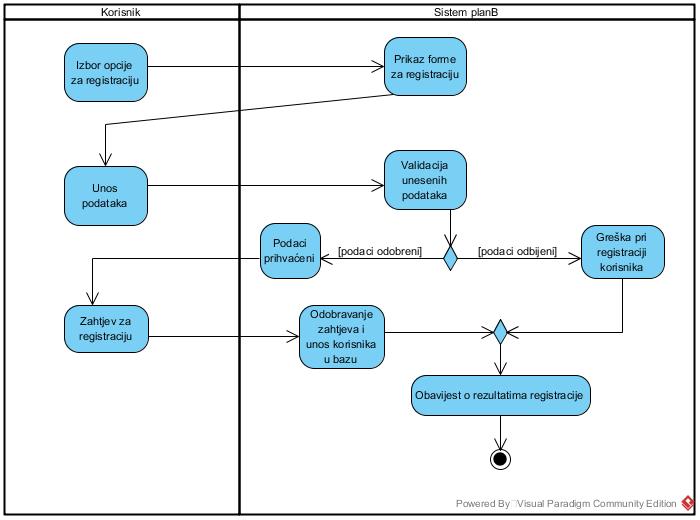 Korisnik
Sistem planB
Izbor opcije
za registraciju
Prikaz forme
za registraciju
Unos
podataka
Validacija
unesenih
podataka
Podaci
prihvaćeni
[podaci odobreni]
[podaci odbijeni]
Greška pri
registraciji
korisnika
Zahtjev za
registraciju
Odobravanje
zahtjeva i
unos korisnika
u bazu
Obavijest o rezultatima registracije
Powered By Visual Paradigm Community Edition